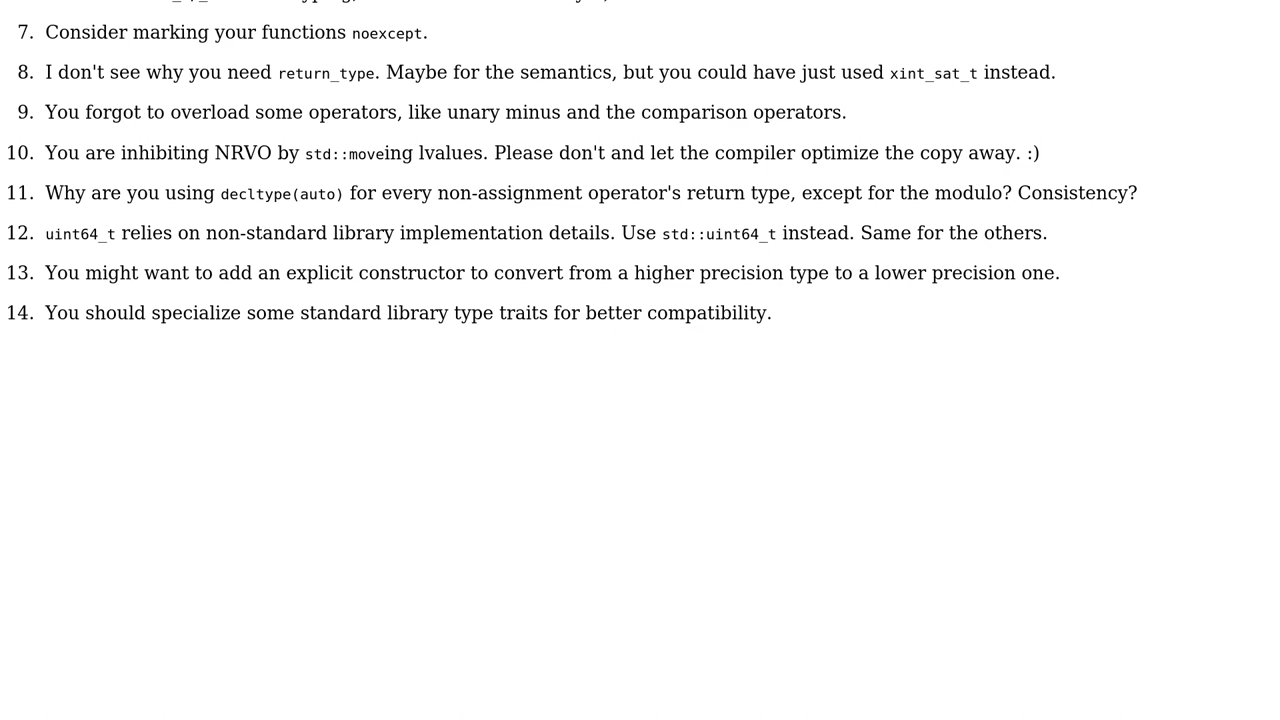 7. Consider marking your functions noexcept.
8. I don't see why you need return_type. Maybe for the semantics, but you could have just used xint_sat_t instead.
9. You forgot to overload some operators, like unary minus and the comparison operators.
10. You are inhibiting NRVO by std::moveing lvalues. Please don't and let the compiler optimize the copy away. :)
11. Why are you using decltype(auto) for every non-assignment operator's return type, except for the modulo? Consistency?
12. uint64_t relies on non-standard library implementation details. Use std::uint64_t instead. Same for the others.
13. You might want to add an explicit constructor to convert from a higher precision type to a lower precision one.
14. You should specialize some standard library type traits for better compatibility.